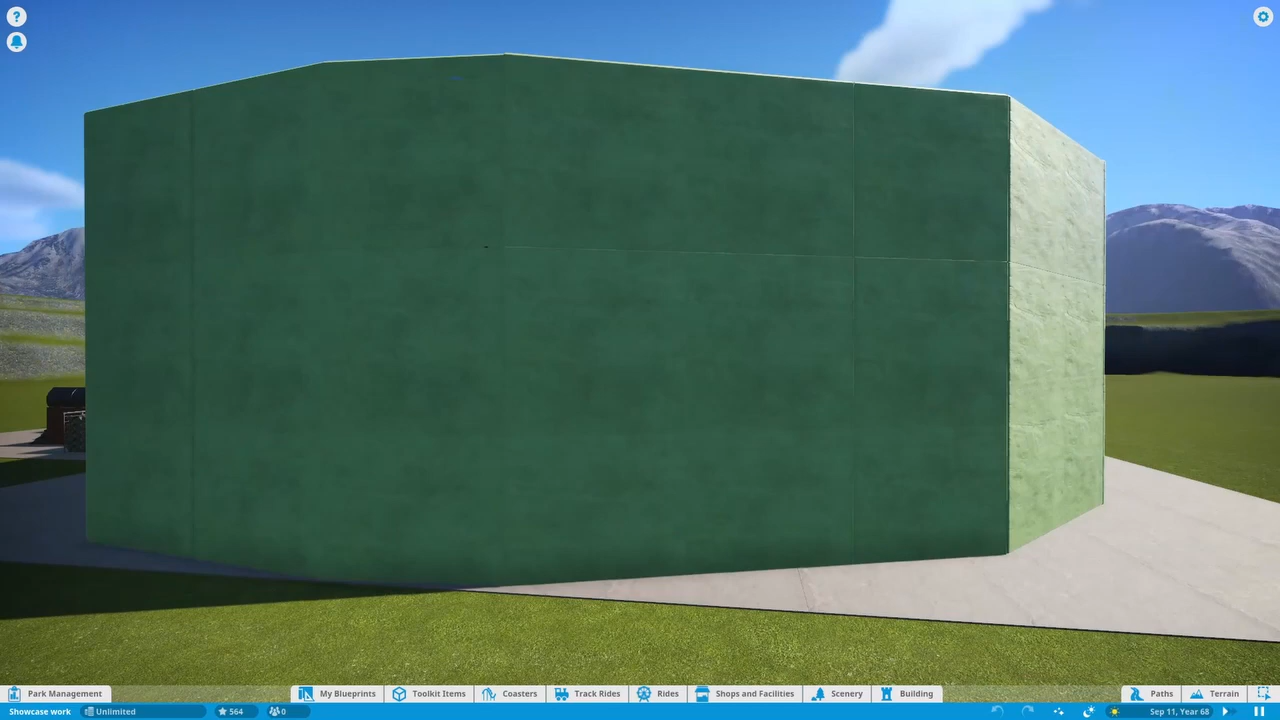 ?
Park Management
My Blueprints
Toolkit Items
Coasters
Track Rides
Rides
Shops and Facilities
Scenery
Building
Paths
Terrain
Showcase work
Unlimited
564
0
Sep 11, Year 68